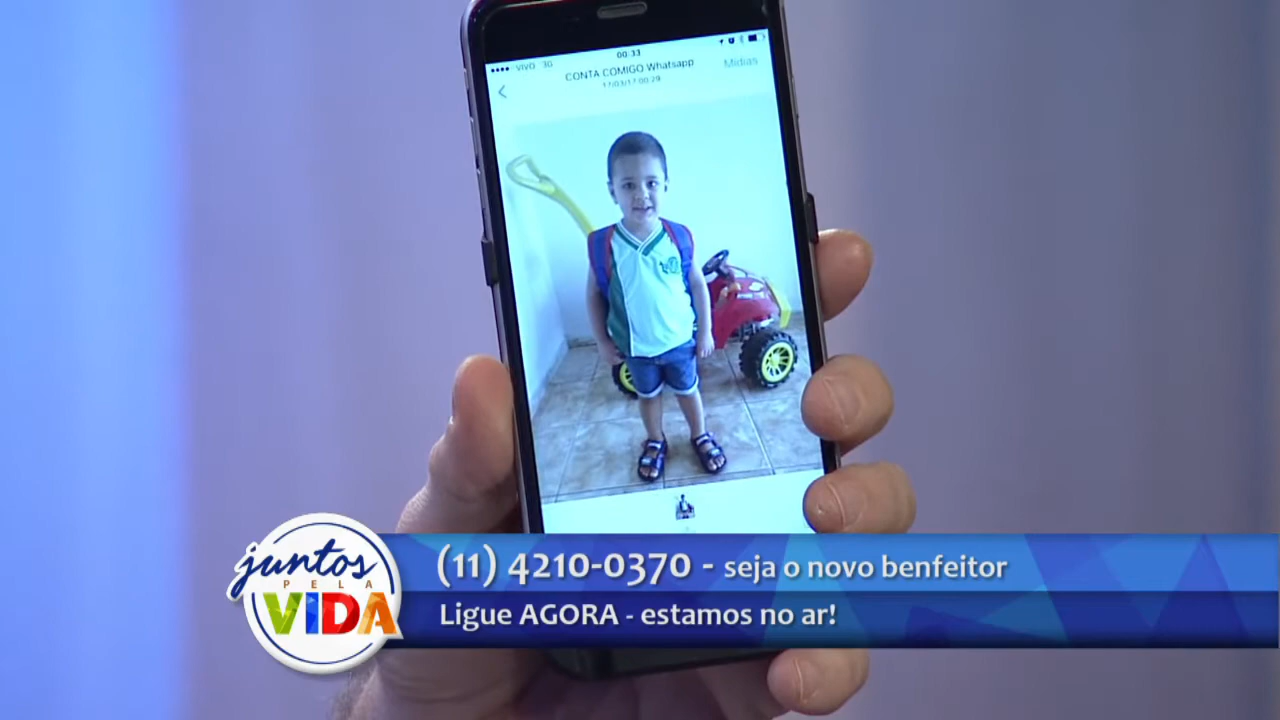 00:33
VIVO 3G
CONTA COMIGO Whatsapp
Mídias
juntos
PELA
VIDA
(11) 4210-0370 - seja o novo benfeitor
Ligue AGORA - estamos no ar!